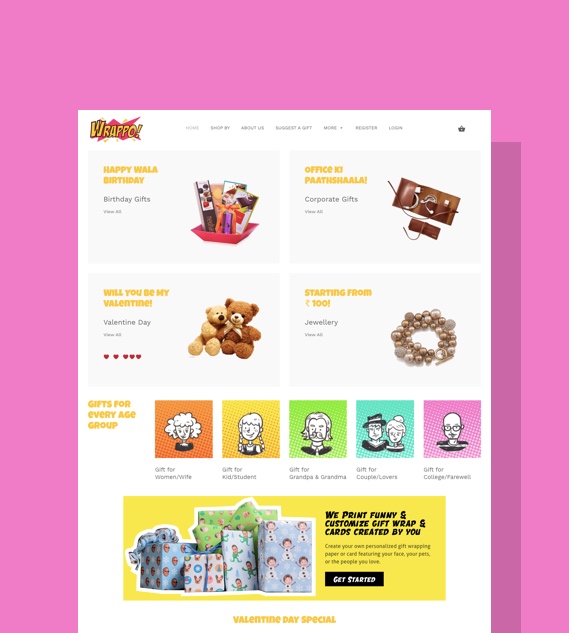 WRAPPO!
HOME SHOP BY ABOUT US SUGGEST A GIFT MORE REGISTER LOGIN
Happy Wala
Birthday
Birthday Gifts
View All
Office Ki
Paathshaala!
Corporate Gifts
View All
Will You Be My
Valentine!
Valentine Day
View All
Starting From
₹ 100!
Jewellery
View All
Gifts for
every age
group
Gift for
Women/Wife
Gift for
Kid/Student
Gift for
Grandpa & Grandma
Gift for
Couple/Lovers
Gift for
College/Farewell
We Print funny &
customize gift wrap &
cards created by you
Create your own personalized gift wrapping
paper or card featuring your face, your pets,
or the people you love.
Get Started
Valentine Day Special